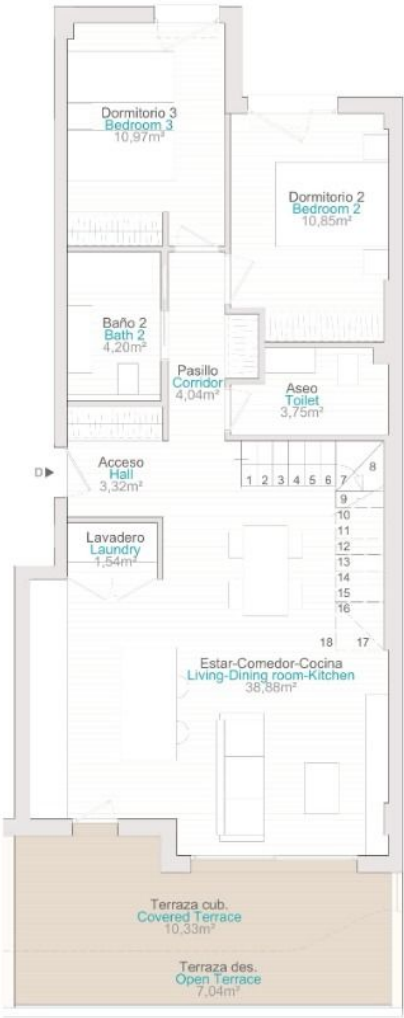 Dormitorio 3
Bedroom 3
10,97m²
Dormitorio 2
Bedroom 2
10,85m²
Baño 2
Bath 2
4,20m²
Pasillo
Corridor
4,04m²
Aseo
Toilet
3,75m²
D
Acceso
Hall
3,32m²
1 2 3 4 5 6 7 8
9
10
11
12
13
14
15
16
18 17
Lavadero
Laundry
1,54m²
Estar-Comedor-Cocina
Living-Dining room-Kitchen
38,88m²
Terraza cub.
Covered Terrace
10,33m²
Terraza des.
Open Terrace
7,04m²